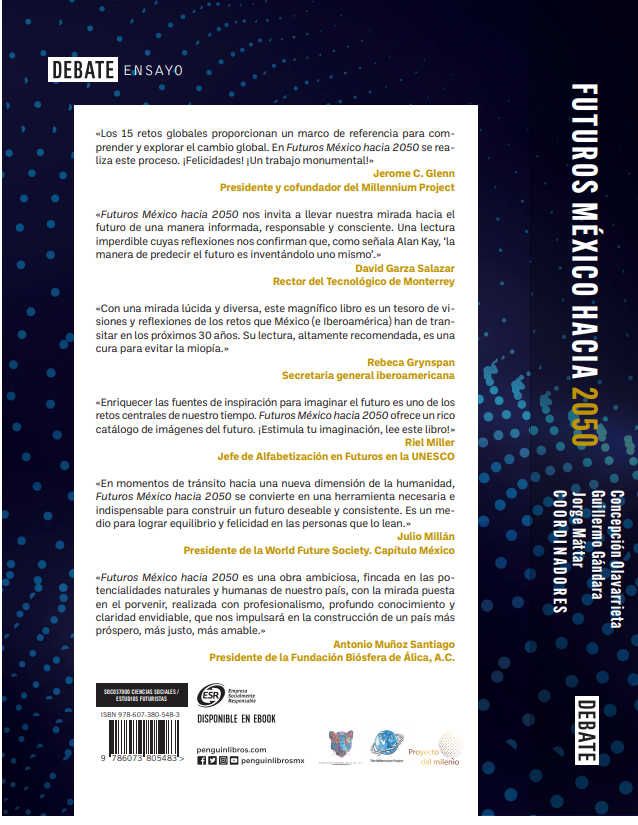 DEBATE ENSAYO
«Los 15 retos globales proporcionan un marco de referencia para com-
prender y explorar el cambio global. En Futuros México hacia 2050 se rea-
liza este proceso. ¡Felicidades! ¡Un trabajo monumental!»
Jerome C. Glenn
Presidente y cofundador del Millennium Project
«Futuros México hacia 2050 nos invita a llevar nuestra mirada hacia el
futuro de una manera informada, responsable y consciente. Una lectura
imperdible cuyas reflexiones nos confirman que, como señala Alan Kay, ‘la
manera de predecir el futuro es inventándolo uno mismo’.»
David Garza Salazar
Rector del Tecnológico de Monterrey
«Con una mirada lúcida y diversa, este magnífico libro es un tesoro de vi-
siones y reflexiones de los retos que México (e Iberoamérica) han de tran-
sitar en los próximos 30 años. Su lectura, altamente recomendada, es una
cura para evitar la miopía.»
Rebeca Grynspan
Secretaria general iberoamericana
«Enriquecer las fuentes de inspiración para imaginar el futuro es uno de los
retos centrales de nuestro tiempo. Futuros México hacia 2050 ofrece un rico
catálogo de imágenes del futuro. ¡Estimula tu imaginación, lee este libro!»
Riel Miller
Jefe de Alfabetización en Futuros en la UNESCO
«En momentos de tránsito hacia una nueva dimensión de la humanidad,
Futuros México hacia 2050 se convierte en una herramienta necesaria e
indispensable para construir un futuro deseable y consistente. Es un me-
dio para lograr equilibrio y felicidad en las personas que lo lean.»
Julio Millán
Presidente de la World Future Society. Capítulo México
«Futuros México hacia 2050 es una obra ambiciosa, fincada en las po-
tencialidades naturales y humanas de nuestro país, con la mirada puesta
en el porvenir, realizada con profesionalismo, profundo conocimiento y
claridad envidiable, que nos impulsará en la construcción de un país más
próspero, más justo, más amable.»
Antonio Muñoz Santiago
Presidente de la Fundación Biósfera de Álica, A.C.
SOC037000 CIENCIAS SOCIALES /
ESTUDIOS FUTURISTAS
ISBN 978-607-380-548-3
9 786073 805483 >
ESR
Empresa
Socialmente
Responsable
DISPONIBLE EN EBOOK
penguinlibros.com
penguinlibrosmx
The Millennium Project
Proyecto
del milenio
FUTUROS MÉXICO HACIA 2050
Concepción Olavarrieta
Guillermo Gándara
Jorge Máttar
COORDINADORES
DEBATE